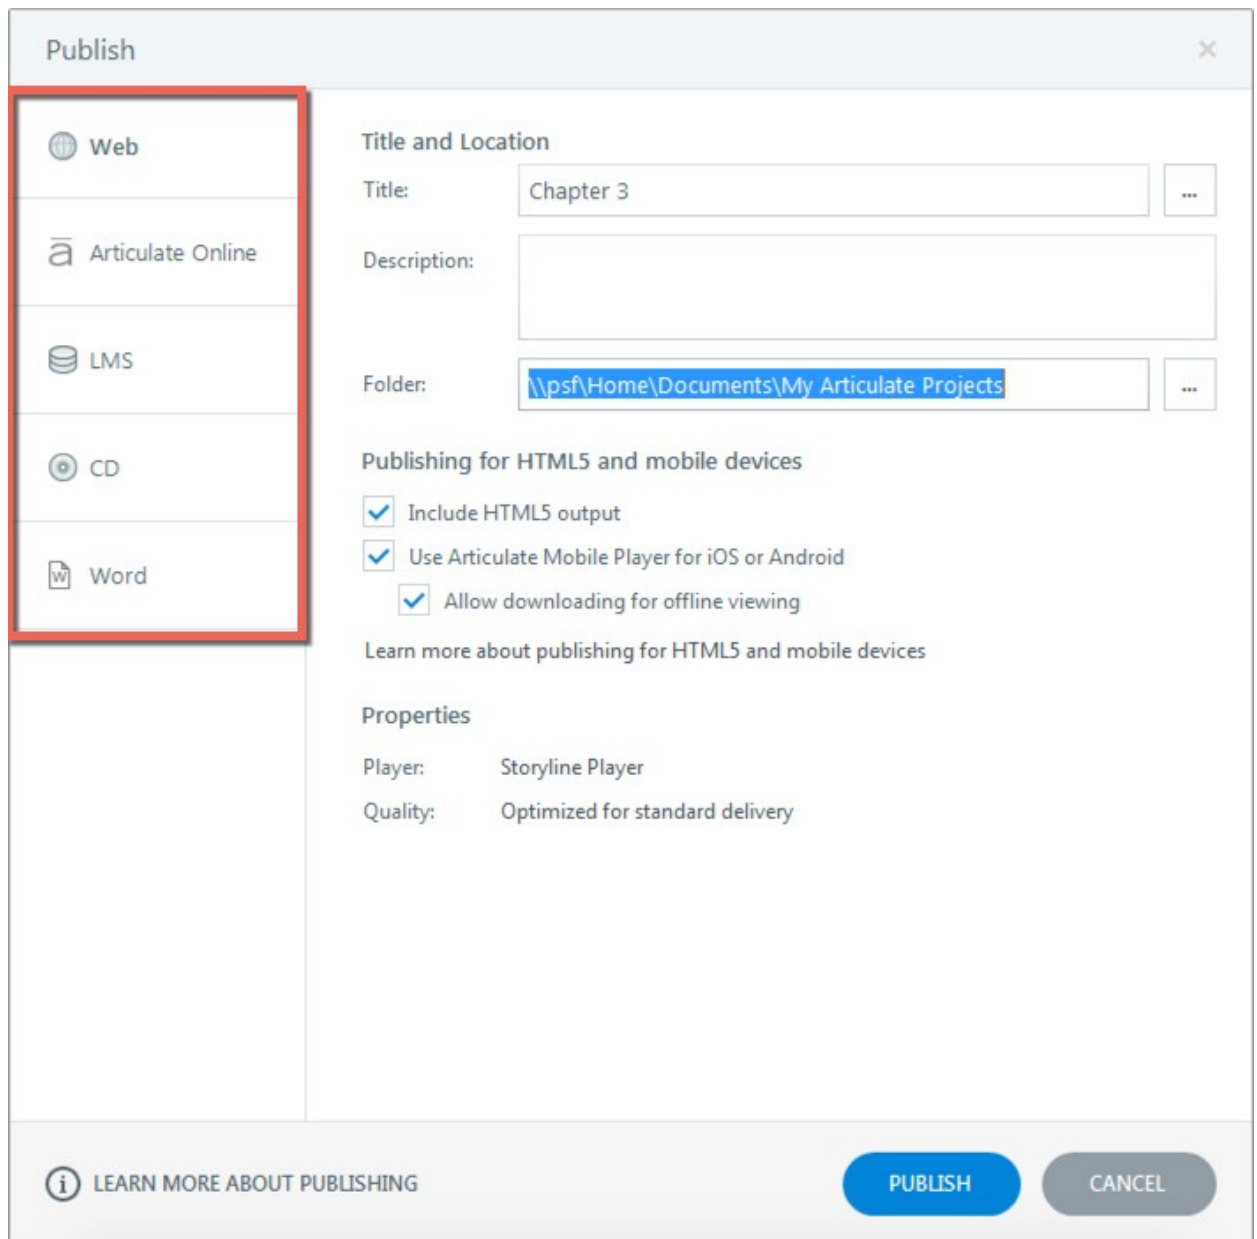 Publish
Web
Articulate Online
LMS
CD
Word
Title and Location
Title: Chapter 3 ...
Description:
Folder: \\psf\Home\Documents\My Articulate Projects ...
Publishing for HTML5 and mobile devices
Include HTML5 output
Use Articulate Mobile Player for iOS or Android
Allow downloading for offline viewing
Learn more about publishing for HTML5 and mobile devices
Properties
Player: Storyline Player
Quality: Optimized for standard delivery
LEARN MORE ABOUT PUBLISHING
PUBLISH
CANCEL